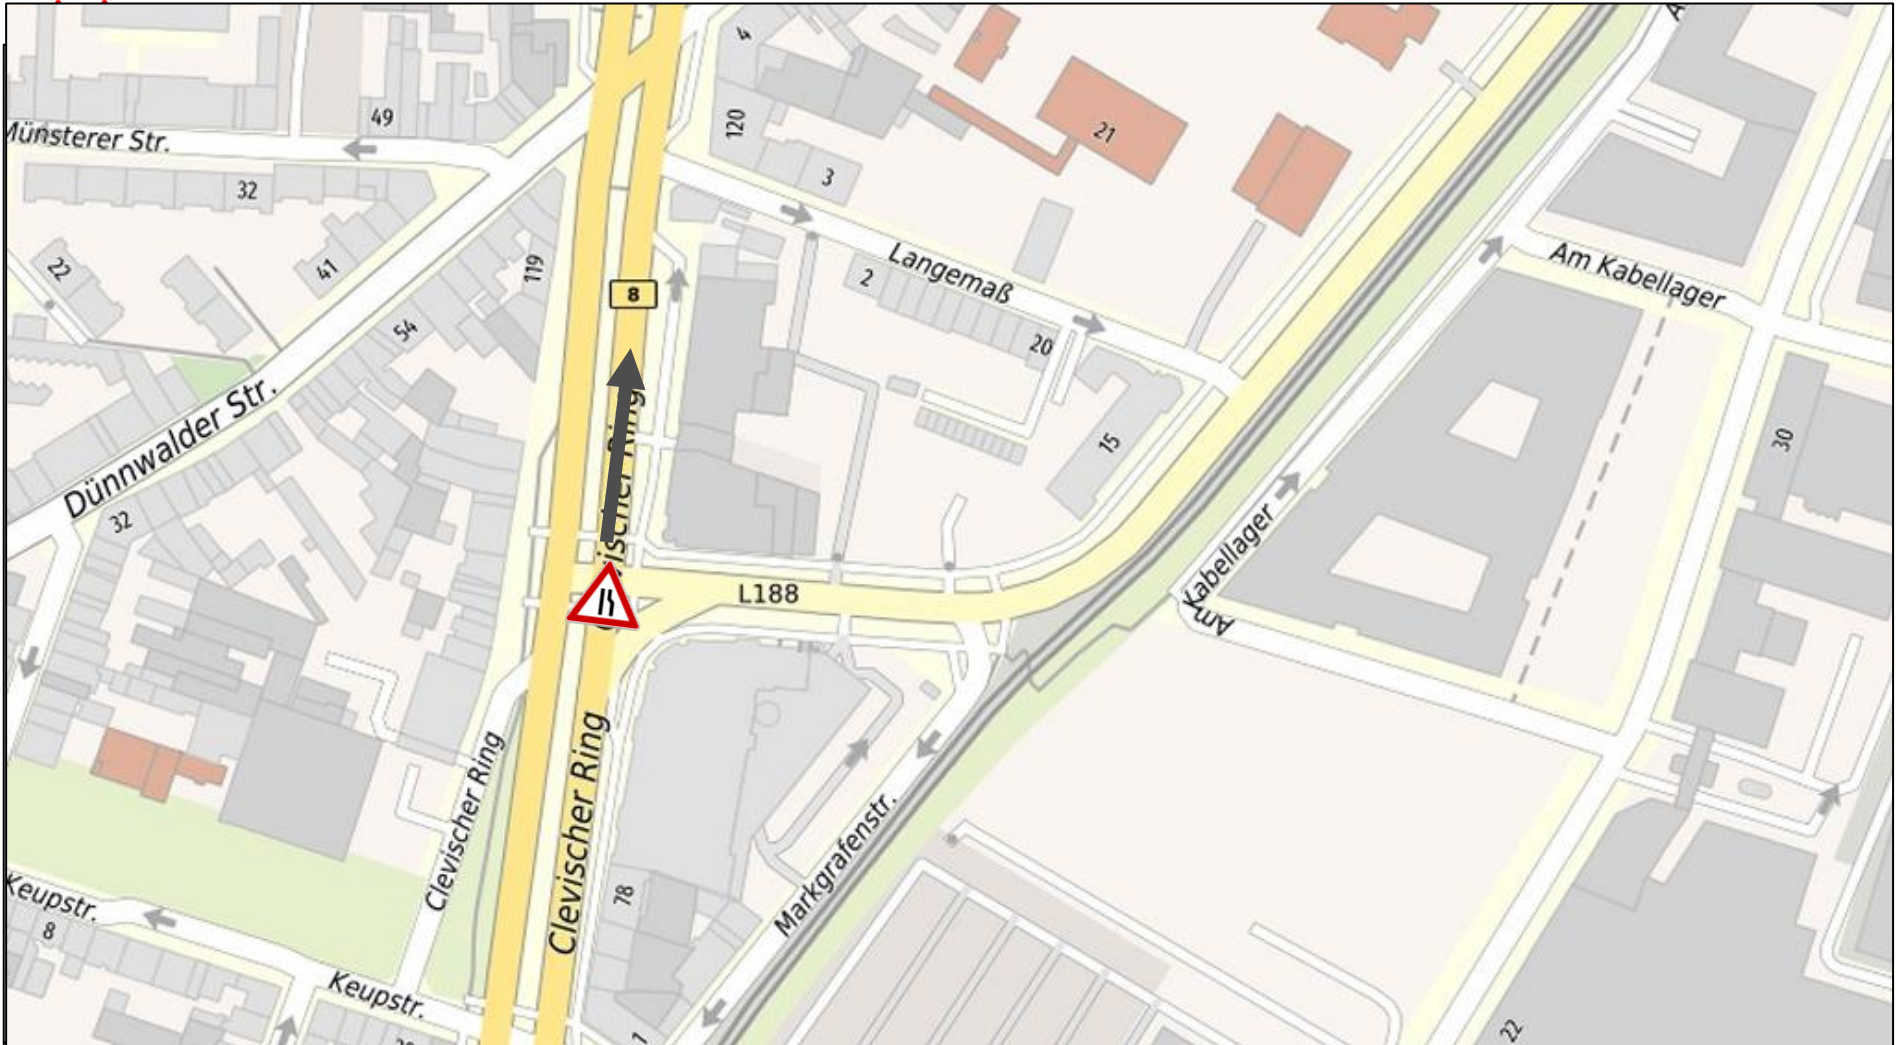 4
49
120
21
Münsterer Str.
32
3
22
41
119
2
Langemaß
Am Kabellager
8
54
20
Dünnwalder Str.
15
30
32
Clevischer Ring
Am Kabellager
L188
Clevischer Ring
Clevischer Ring
Markgrafenstr.
78
Keupstr.
8
Keupstr.
1
22